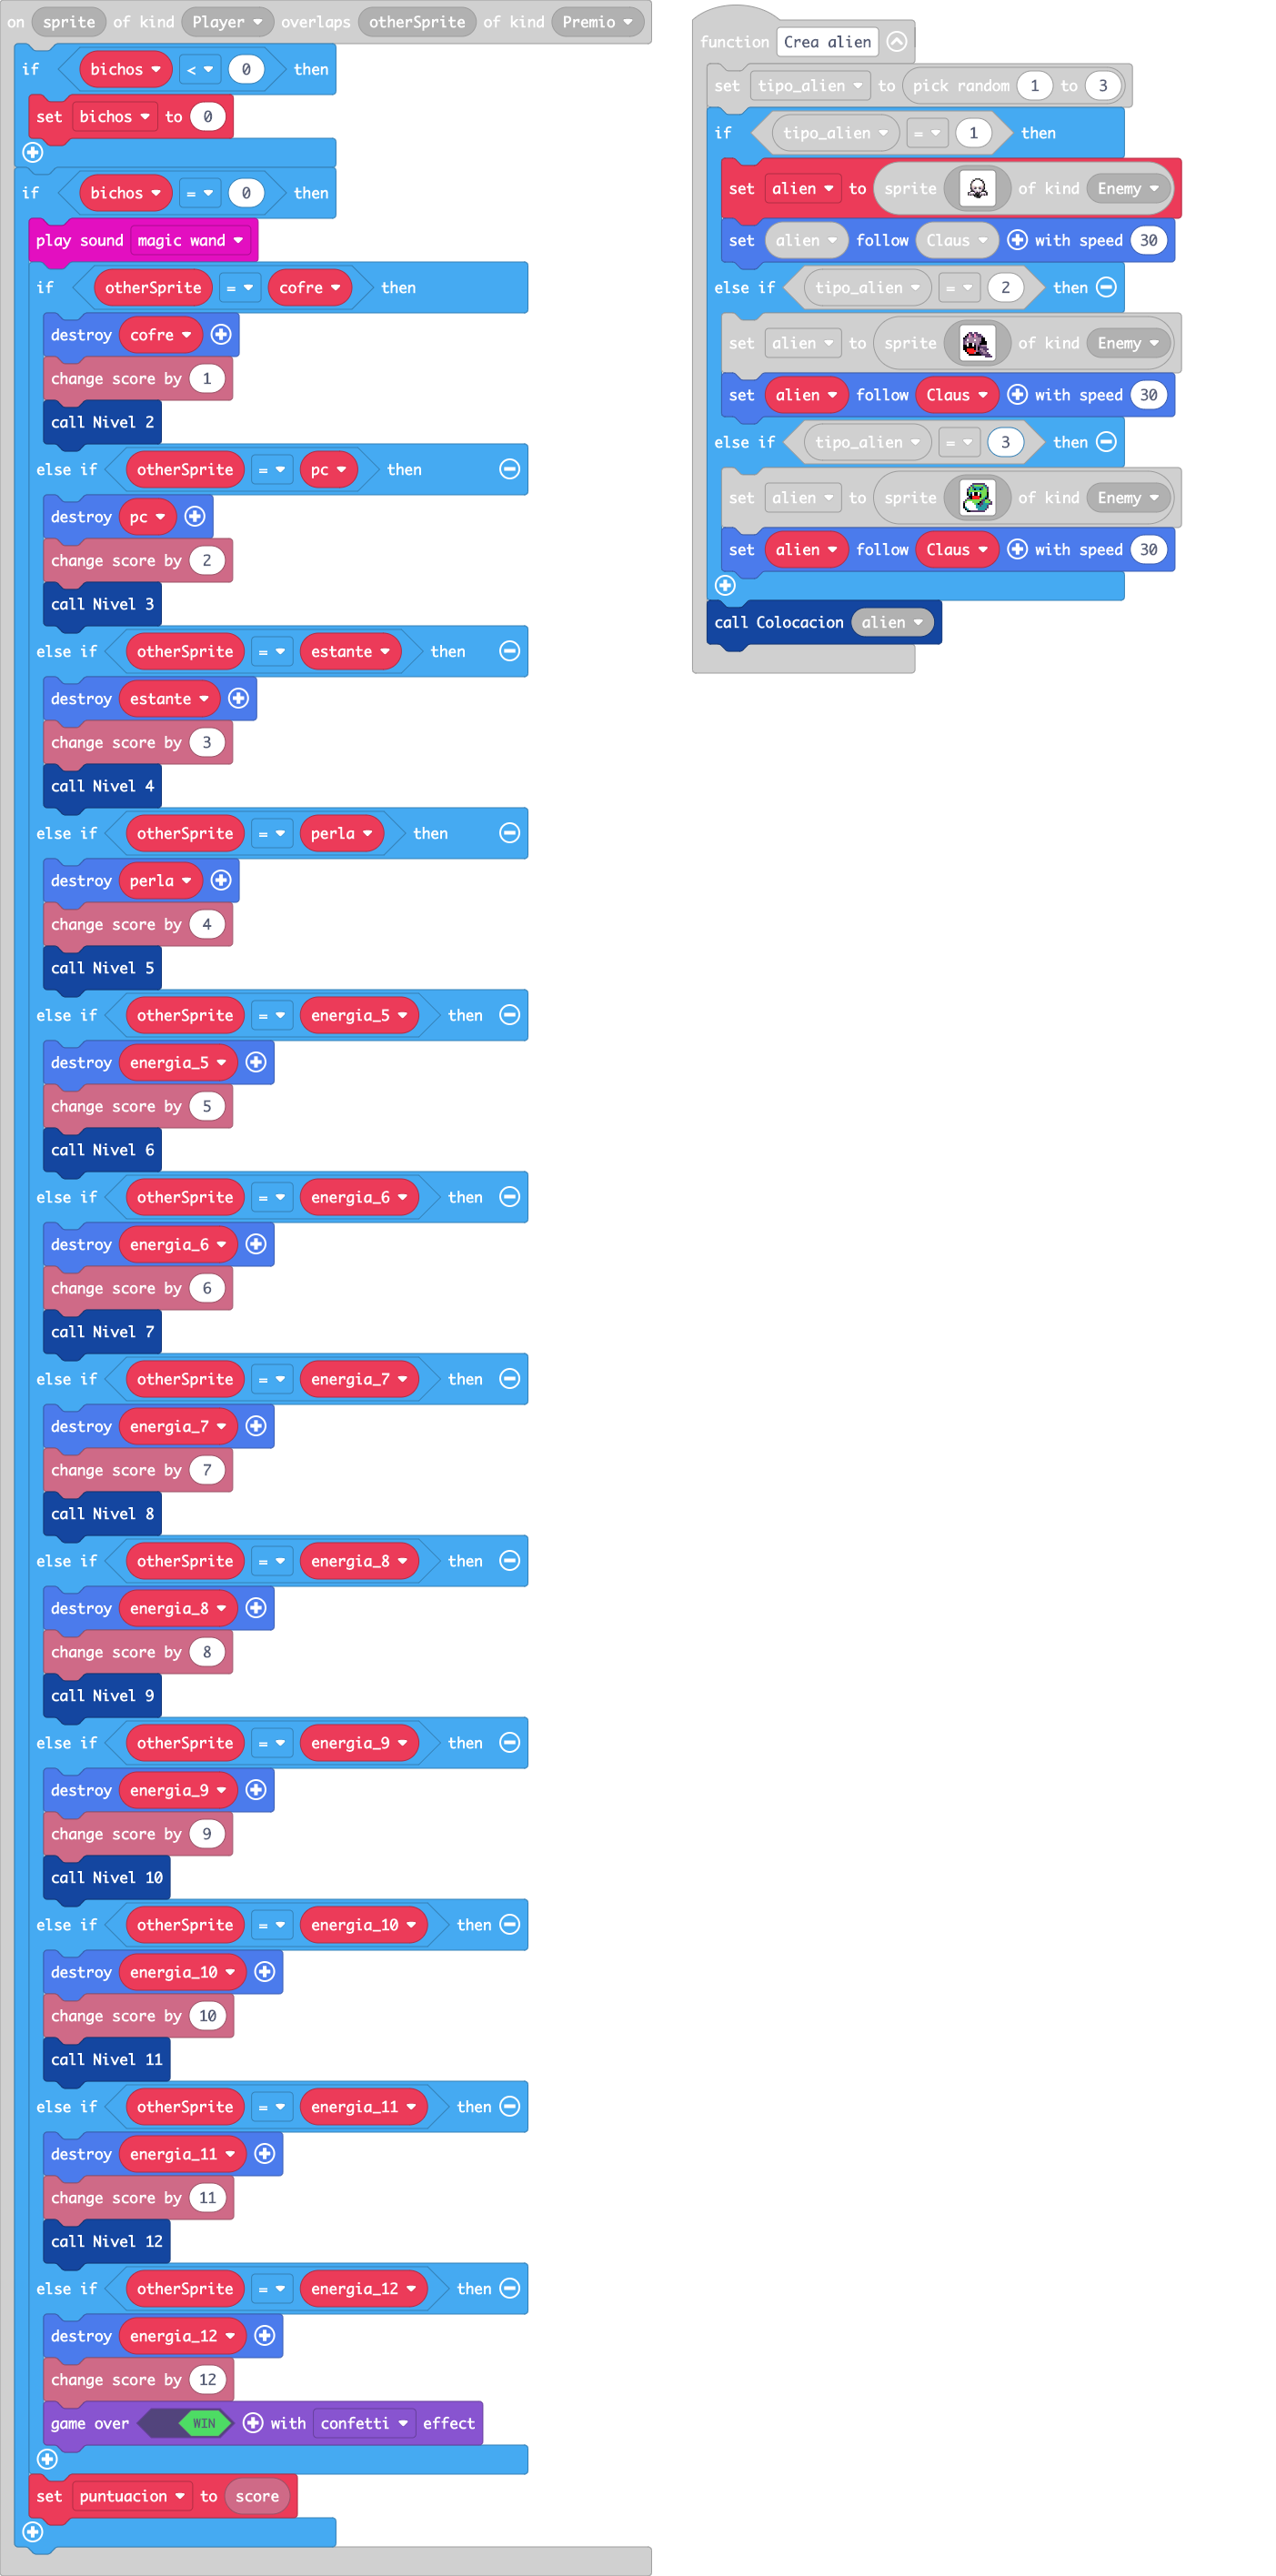 on sprite of kind Player overlaps otherSprite of kind Premio
if bichos < 0 then
set bichos to 0
if bichos = 0 then
play sound magic wand
if otherSprite = cofre then
destroy cofre
change score by 1
call Nivel 2
else if otherSprite = pc then
destroy pc
change score by 2
call Nivel 3
else if otherSprite = estante then
destroy estante
change score by 3
call Nivel 4
else if otherSprite = perla then
destroy perla
change score by 4
call Nivel 5
else if otherSprite = energia_5 then
destroy energia_5
change score by 5
call Nivel 6
else if otherSprite = energia_6 then
destroy energia_6
change score by 6
call Nivel 7
else if otherSprite = energia_7 then
destroy energia_7
change score by 7
call Nivel 8
else if otherSprite = energia_8 then
destroy energia_8
change score by 8
call Nivel 9
else if otherSprite = energia_9 then
destroy energia_9
change score by 9
call Nivel 10
else if otherSprite = energia_10 then
destroy energia_10
change score by 10
call Nivel 11
else if otherSprite = energia_11 then
destroy energia_11
change score by 11
call Nivel 12
else if otherSprite = energia_12 then
destroy energia_12
change score by 12
game over WIN with confetti effect
set puntuacion to score
function Crea alien
set tipo_alien to pick random 1 to 3
if tipo_alien = 1 then
set alien to sprite of kind Enemy
set alien follow Claus with speed 30
else if tipo_alien = 2 then
set alien to sprite of kind Enemy
set alien follow Claus with speed 30
else if tipo_alien = 3 then
set alien to sprite of kind Enemy
set alien follow Claus with speed 30
call Colocacion alien